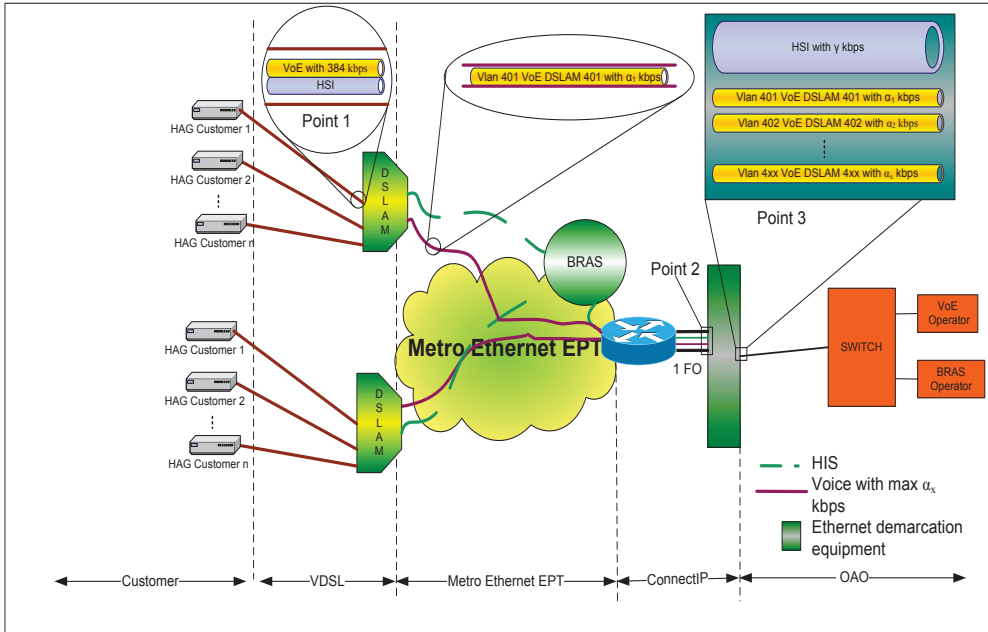 VoE with 384 kbps
HSI
Point 1
Vlan 401 VoE DSLAM 401 with α₁ kbps
HSI with γ kbps
Vlan 401 VoE DSLAM 401 with α₁ kbps
Vlan 402 VoE DSLAM 402 with α₂ kbps
Vlan 4xx VoE DSLAM 4xx with αₓ kbps
Point 3
HAG Customer 1
HAG Customer 2
HAG Customer n
DSLAM
BRAS
Point 2
Metro Ethernet EPT
1 FO
SWITCH
VoE
Operator
BRAS
Operator
HAG Customer 1
HAG Customer 2
HAG Customer n
DSLAM
HIS
Voice with max αₓ
kbps
Ethernet demarcation
equipment
Customer
VDSL
Metro Ethernet EPT
ConnectIP
OAO